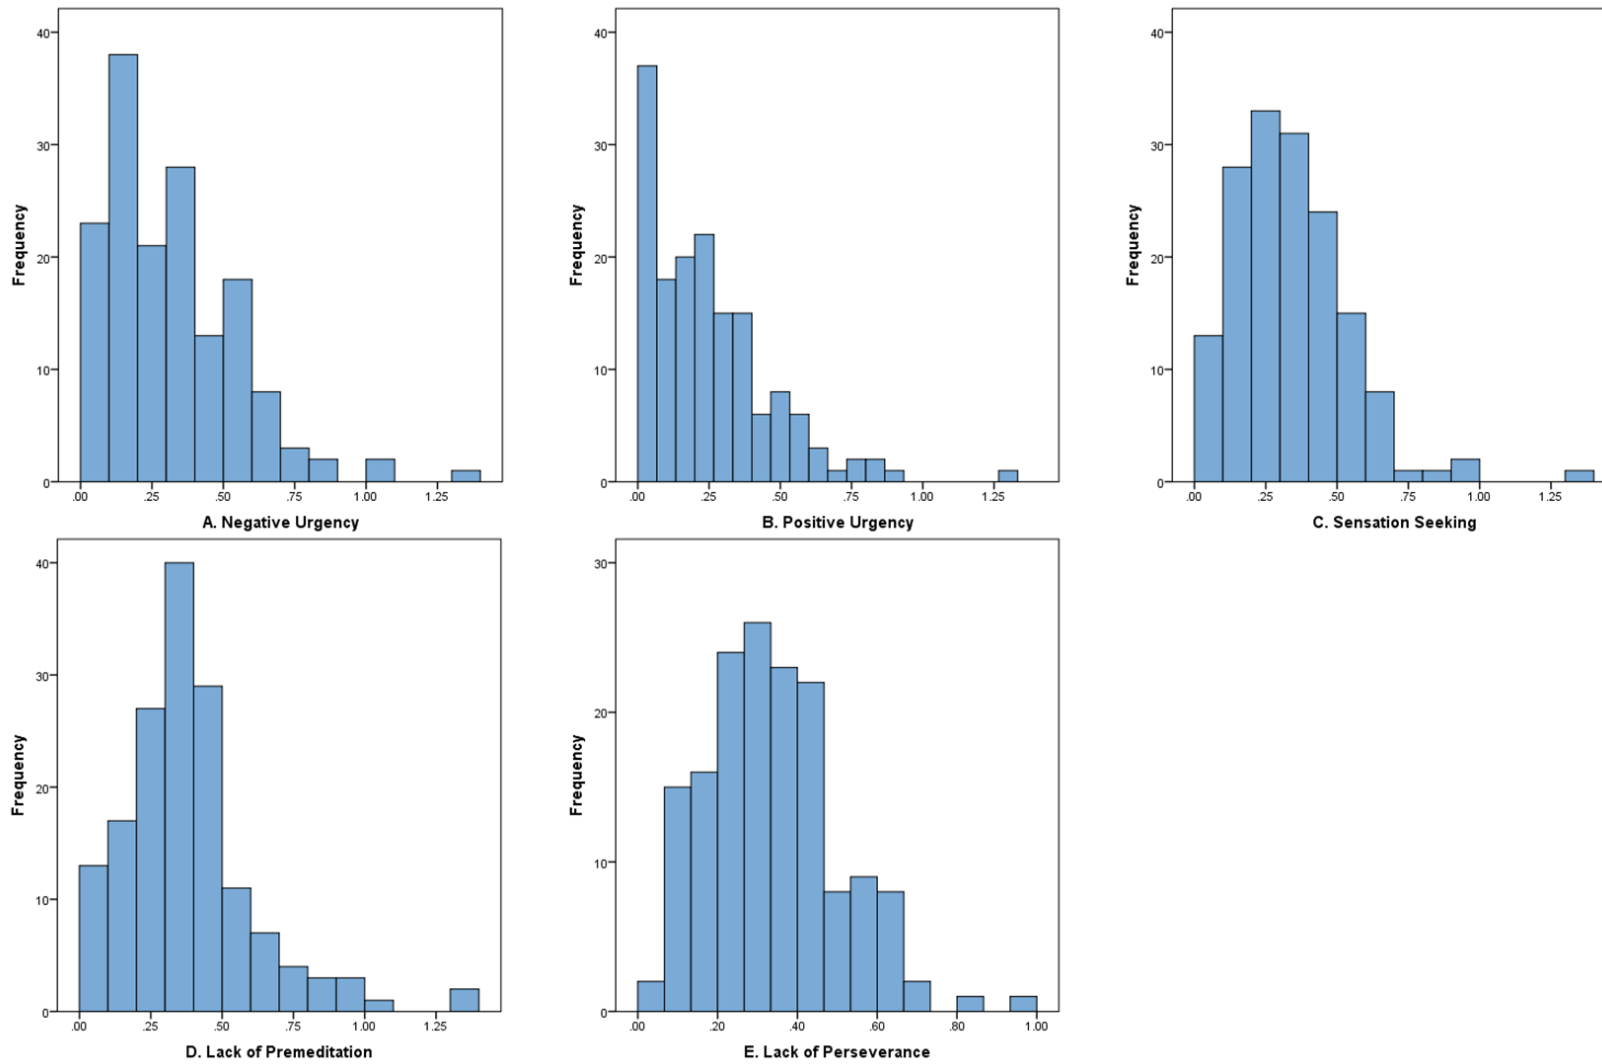 40
30
20
10
0
Frequency
.00 .25 .50 .75 1.00 1.25
A. Negative Urgency
40
30
20
10
0
Frequency
.00 .25 .50 .75 1.00 1.25
B. Positive Urgency
40
30
20
10
0
Frequency
.00 .25 .50 .75 1.00 1.25
C. Sensation Seeking
40
30
20
10
0
Frequency
.00 .25 .50 .75 1.00 1.25
D. Lack of Premeditation
30
20
10
0
Frequency
.00 .20 .40 .60 .80 1.00
E. Lack of Perseverance